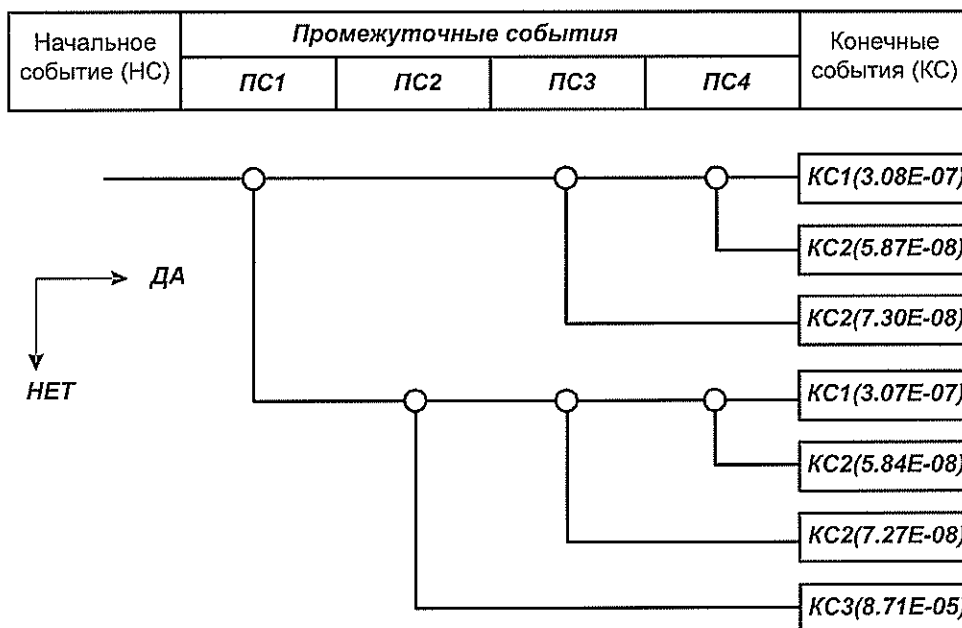 Начальное
событие (НС)
Промежуточные события
ПС1 ПС2 ПС3 ПС4
Конечные
события (КС)
КС1(3.08E-07)
КС2(5.87E-08)
ДА
КС2(7.30E-08)
НЕТ
КС1(3.07E-07)
КС2(5.84E-08)
КС2(7.27E-08)
КС3(8.71E-05)